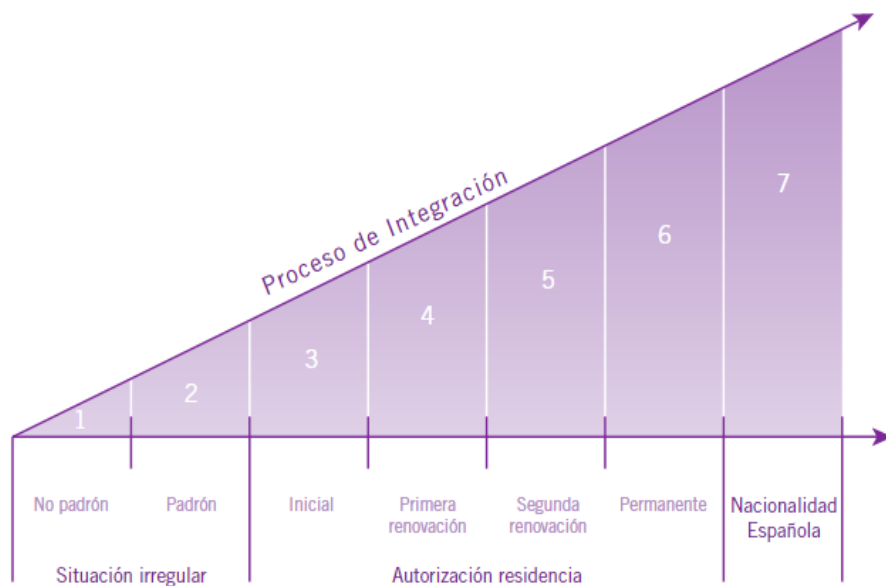 Proceso de Integración
1
2
3
4
5
6
7
No padrón
Padrón
Inicial
Primera
renovación
Segunda
renovación
Permanente
Nacionalidad
Española
Situación irregular
Autorización residencia